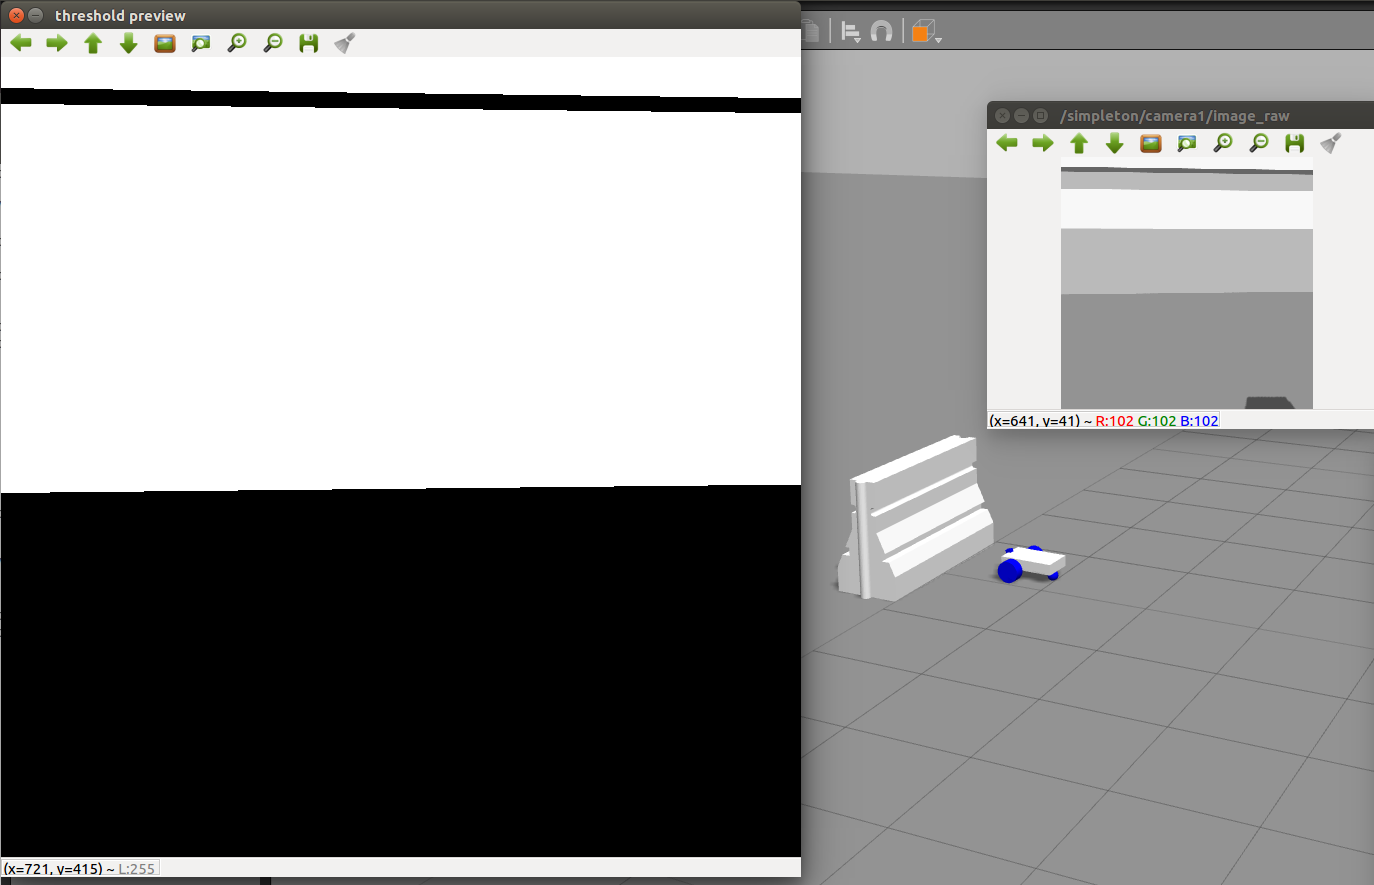 threshold preview
/simpleton/camera1/image_raw
(x=641, y=41) ~ R:102 G:102 B:102
(x=721, y=415) ~ L:255